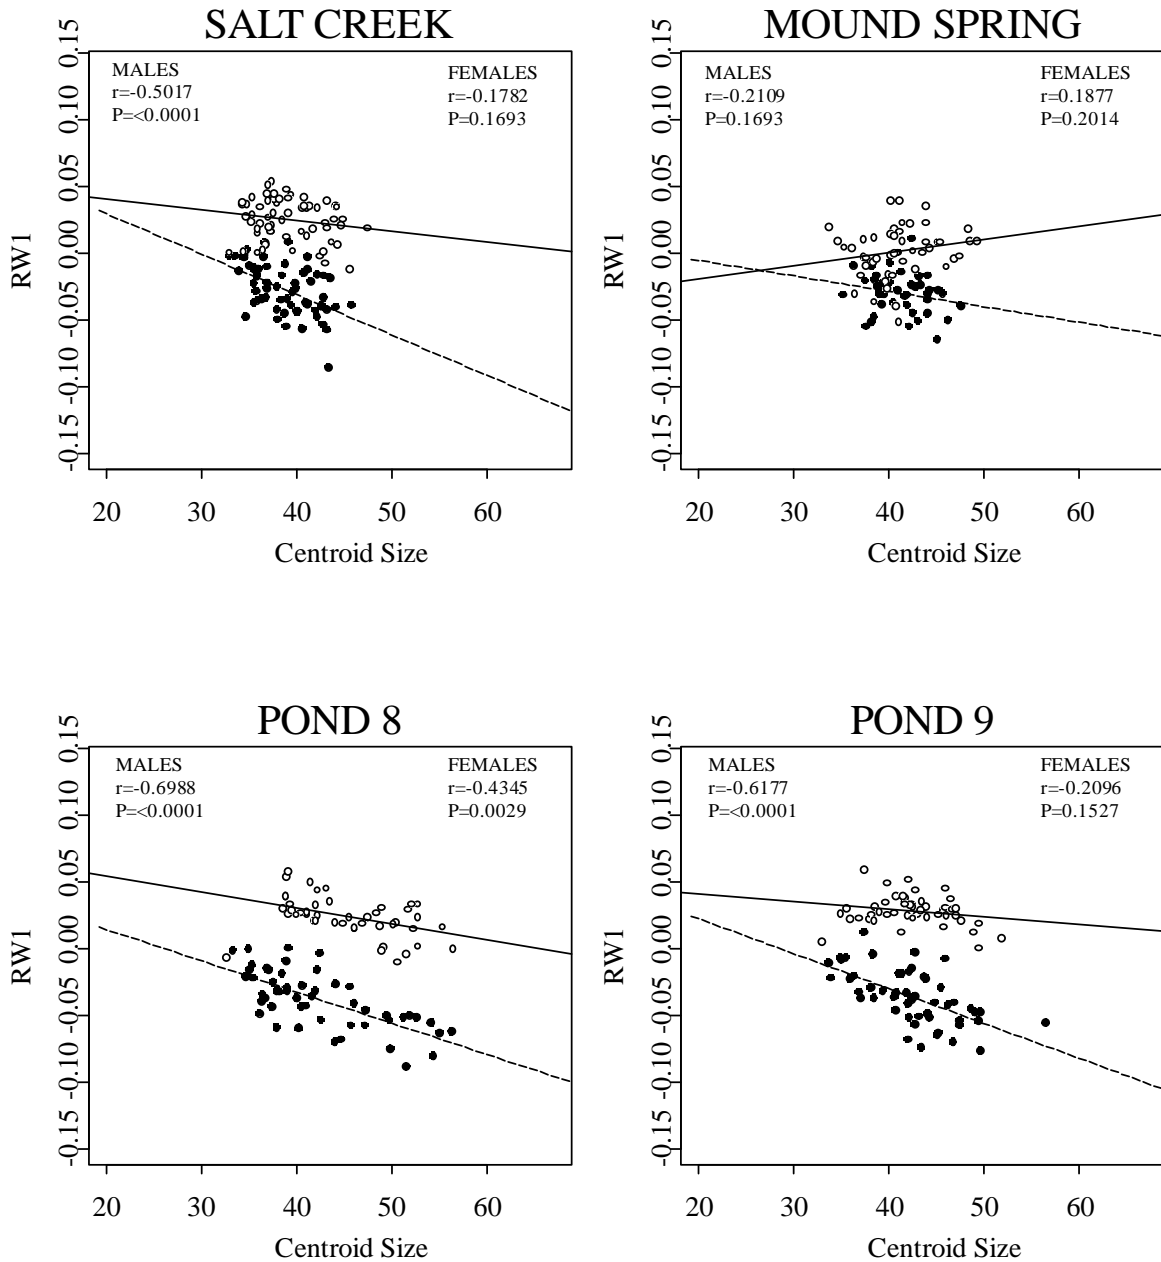 SALT CREEK
MALES
r=-0.5017
P=<0.0001
FEMALES
r=-0.1782
P=0.1693
RW1
0.15
0.10
0.05
0.00
-0.05
-0.10
-0.15
20 30 40 50 60
Centroid Size
MOUND SPRING
MALES
r=-0.2109
P=0.1693
FEMALES
r=0.1877
P=0.2014
RW1
0.15
0.10
0.05
0.00
-0.05
-0.10
-0.15
20 30 40 50 60
Centroid Size
POND 8
MALES
r=-0.6988
P=<0.0001
FEMALES
r=-0.4345
P=0.0029
RW1
0.15
0.10
0.05
0.00
-0.05
-0.10
-0.15
20 30 40 50 60
Centroid Size
POND 9
MALES
r=-0.6177
P=<0.0001
FEMALES
r=-0.2096
P=0.1527
RW1
0.15
0.10
0.05
0.00
-0.05
-0.10
-0.15
20 30 40 50 60
Centroid Size